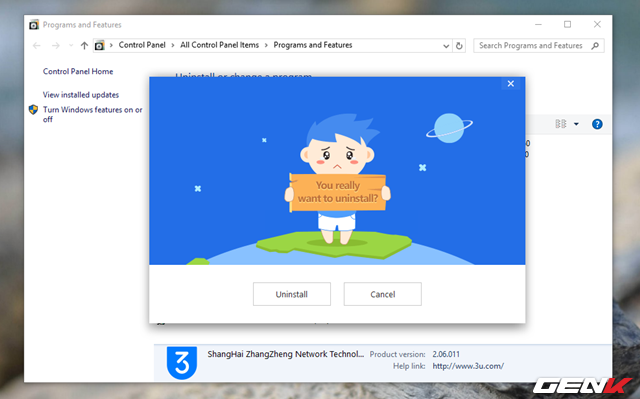 Programs and Features
Control Panel > All Control Panel Items > Programs and Features
Search Programs and Features
Control Panel Home
View installed updates
Turn Windows features on or
off
Uninstall or change a program
You really
want to uninstall?
Uninstall
Cancel
ShangHai ZhangZheng Network Technol...
Product version: 2.06.011
Help link: http://www.3u.com/
GENK